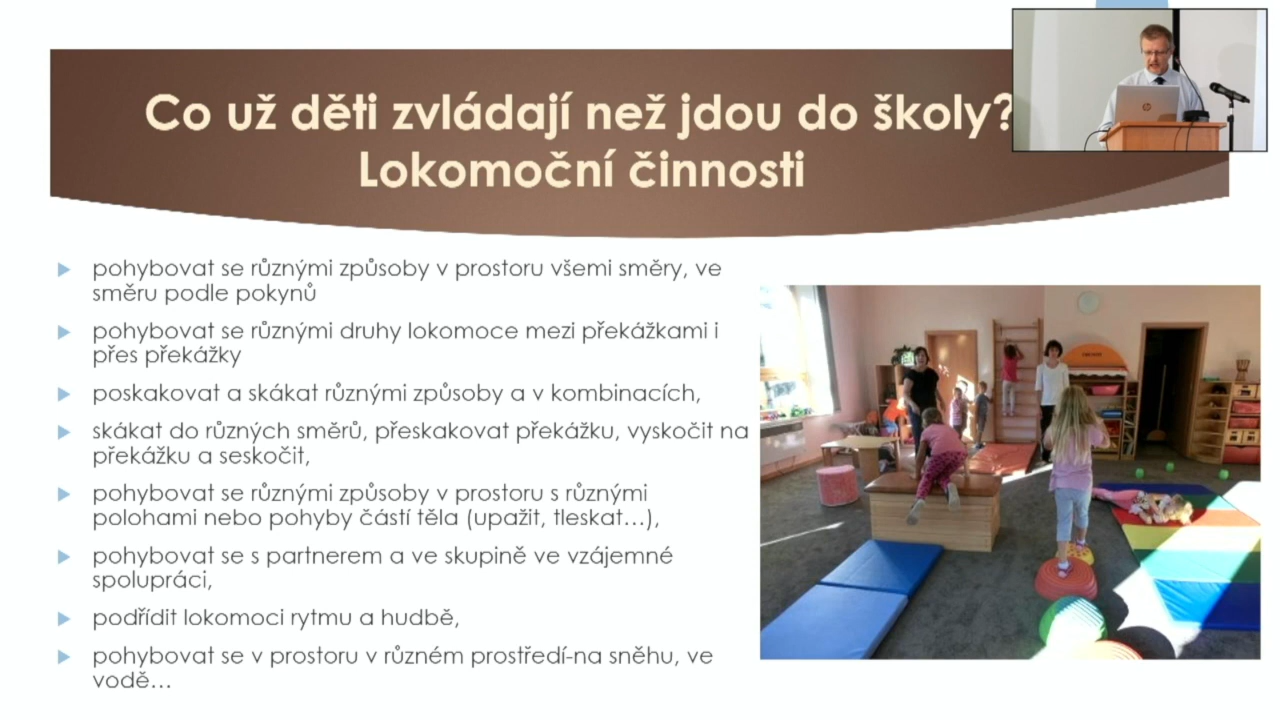 Co už děti zvládají než jdou do školy?
Lokomoční činnosti
pohybovat se různými způsoby v prostoru všemi směry, ve
směru podle pokynů
pohybovat se různými druhy lokomoce mezi překážkami i
přes překážky
poskakovat a skákat různými způsoby a v kombinacích,
skákat do různých směrů, přeskakovat překážku, vyskočit na
překážku a seskočit,
pohybovat se různými způsoby v prostoru s různými
polohami nebo pohyby částí těla (upažit, tleskat...),
pohybovat se s partnerem a ve skupině ve vzájemné
spolupráci,
podřídit lokomoci rytmu a hudbě,
pohybovat se v prostoru v různém prostředí-na sněhu, ve
vodě...